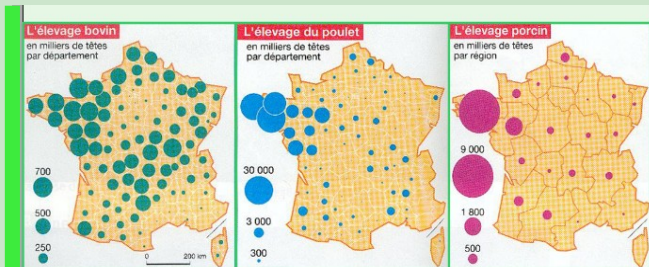 L'élevage bovin
en milliers de têtes
par département
700
500
250
0 200 km
L'élevage du poulet
en milliers de têtes
par département
30 000
3 000
300
L'élevage porcin
en milliers de têtes
par région
9 000
1 800
500